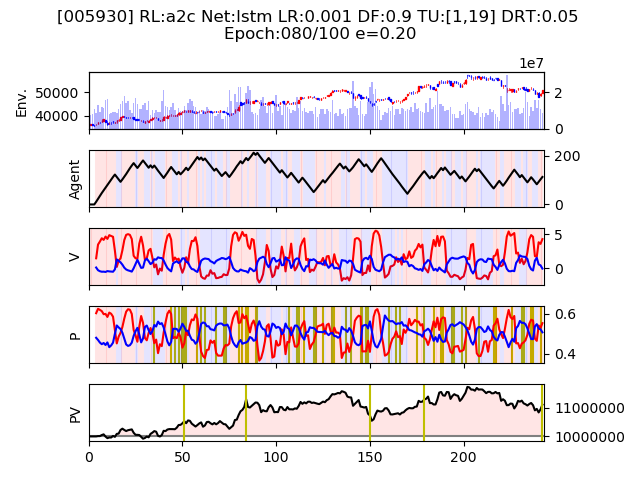 [005930] RL:a2c Net:lstm LR:0.001 DF:0.9 TU:[1,19] DRT:0.05
Epoch:080/100 e=0.20
1e7
Env.
50000
40000
2
0
Agent
200
0
V
5
0
P
0.6
0.4
PV
11000000
10000000
0
50
100
150
200